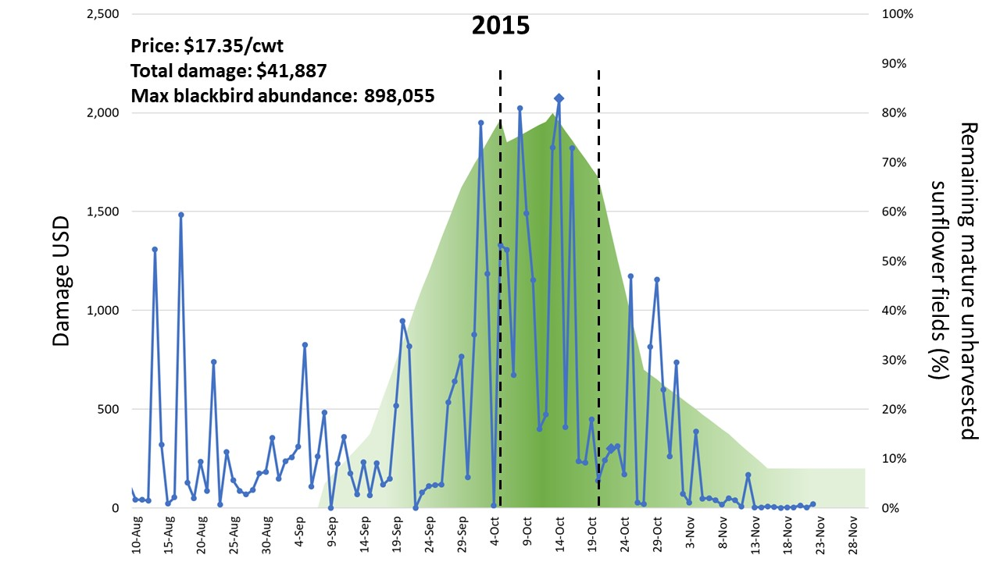 2015
Price: $17.35/cwt
Total damage: $41,887
Max blackbird abundance: 898,055
2,500
2,000
1,500
1,000
500
0
Damage USD
100%
90%
80%
70%
60%
50%
40%
30%
20%
10%
0%
Remaining mature unharvested
sunflower fields (%)
10-Aug
15-Aug
20-Aug
25-Aug
30-Aug
4-Sep
9-Sep
14-Sep
19-Sep
24-Sep
29-Sep
4-Oct
9-Oct
14-Oct
19-Oct
24-Oct
29-Oct
3-Nov
8-Nov
13-Nov
18-Nov
23-Nov
28-Nov